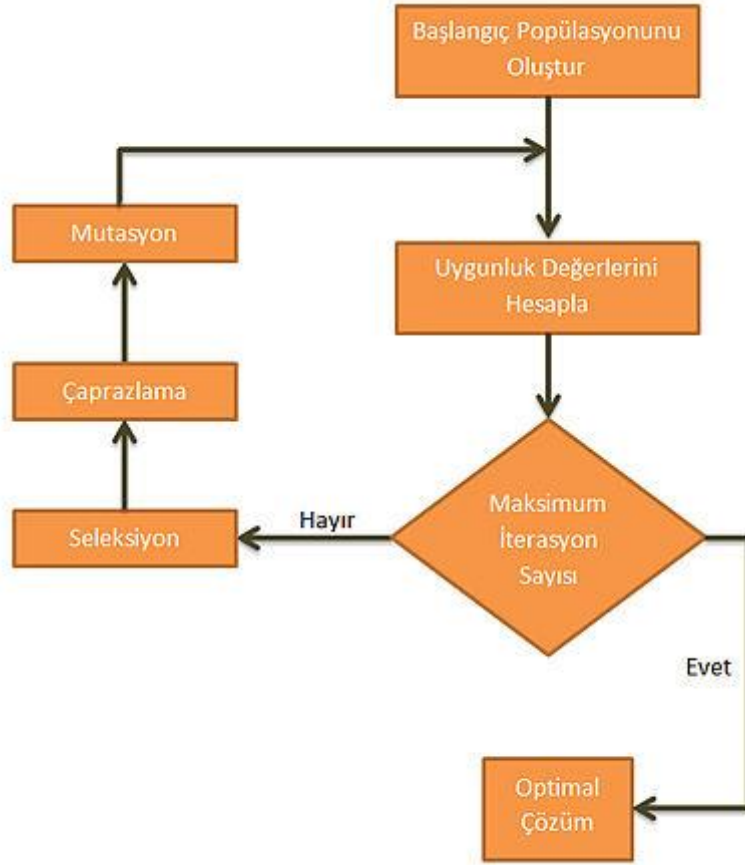 Başlangıç Popülasyonunu
Oluştur
Mutasyon
Uygunluk Değerlerini
Hesapla
Çaprazlama
Maksimum
İterasyon
Sayısı
Hayır
Seleksiyon
Evet
Optimal
Çözüm